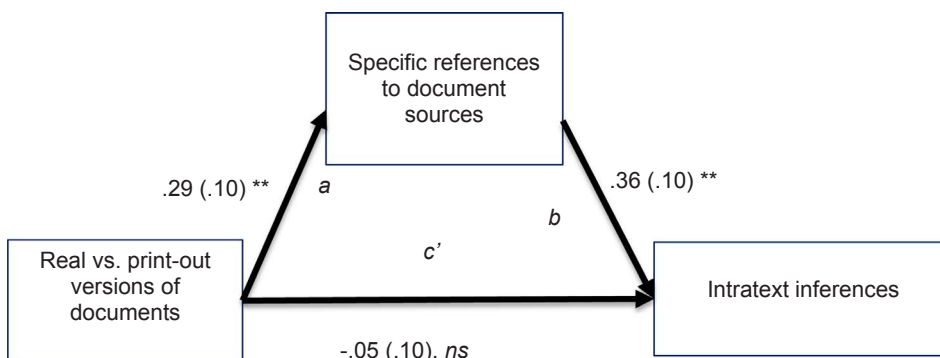 Specific references
to document
sources
.29 (.10) **
a
.36 (.10) **
b
c’
Real vs. print-out
versions of
documents
Intratext inferences
-.05 (.10), ns